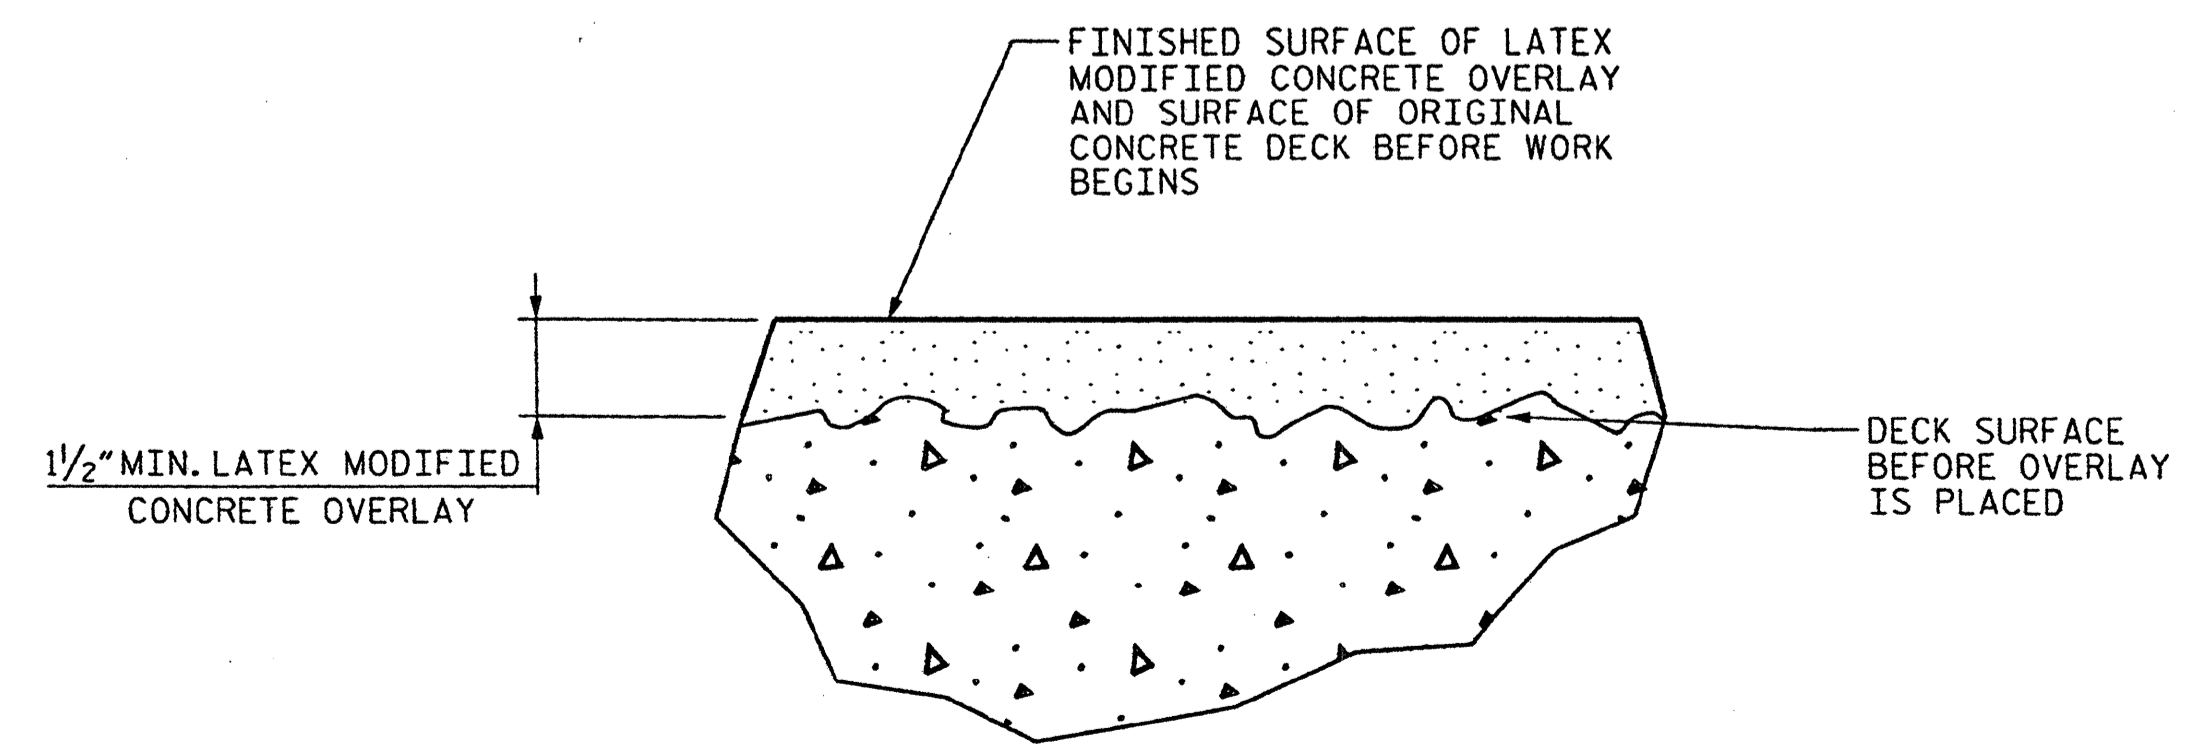 FINISHED SURFACE OF LATEX
MODIFIED CONCRETE OVERLAY
AND SURFACE OF ORIGINAL
CONCRETE DECK BEFORE WORK
BEGINS
1½" MIN. LATEX MODIFIED
CONCRETE OVERLAY
DECK SURFACE
BEFORE OVERLAY
IS PLACED